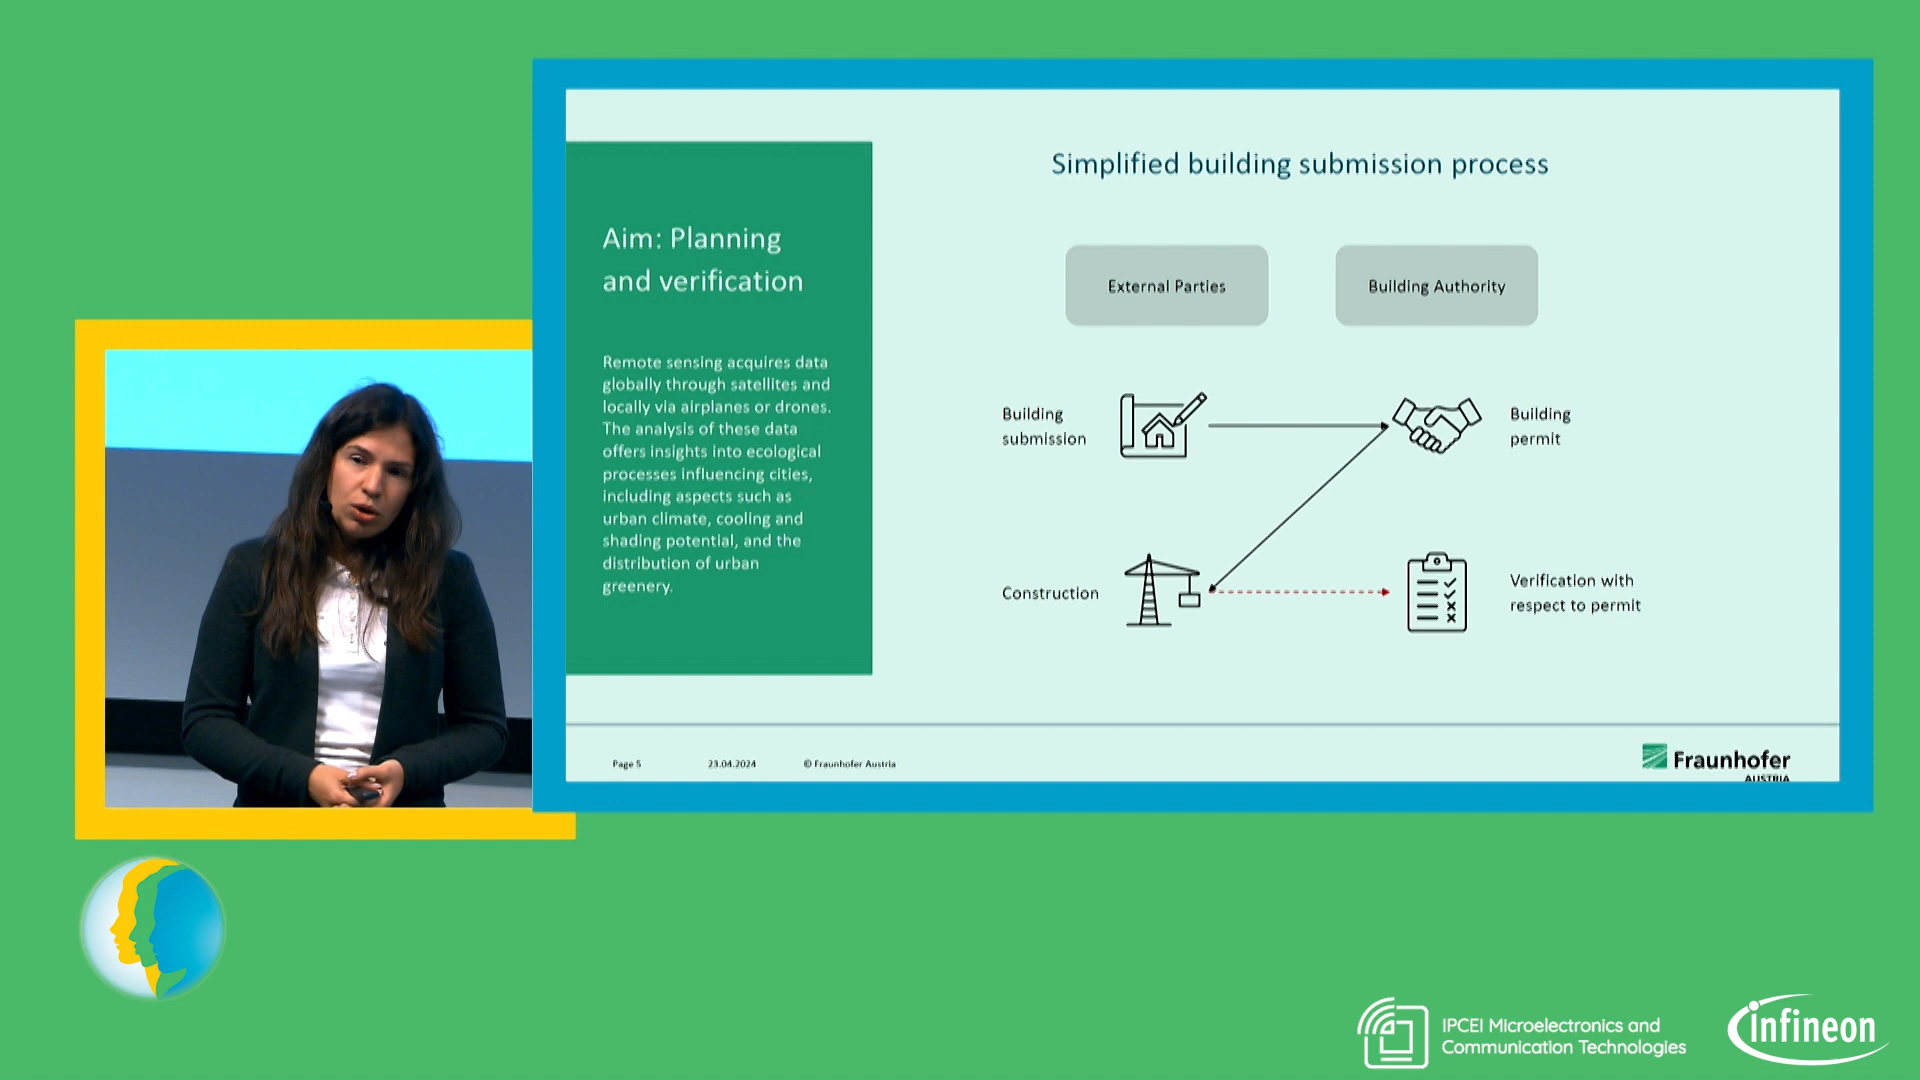 Simplified building submission process
Aim: Planning
and verification
Remote sensing acquires data
globally through satellites and
locally via airplanes or drones.
The analysis of these data
offers insights into ecological
processes influencing cities,
including aspects such as
urban climate, cooling and
shading potential, and the
distribution of urban
greenery.
External Parties
Building Authority
Building
submission
Building
permit
Construction
Verification with
respect to permit
Page 5
23.04.2024
© Fraunhofer Austria
Fraunhofer
AUSTRIA
IPCEI Microelectronics and
Communication Technologies
infineon